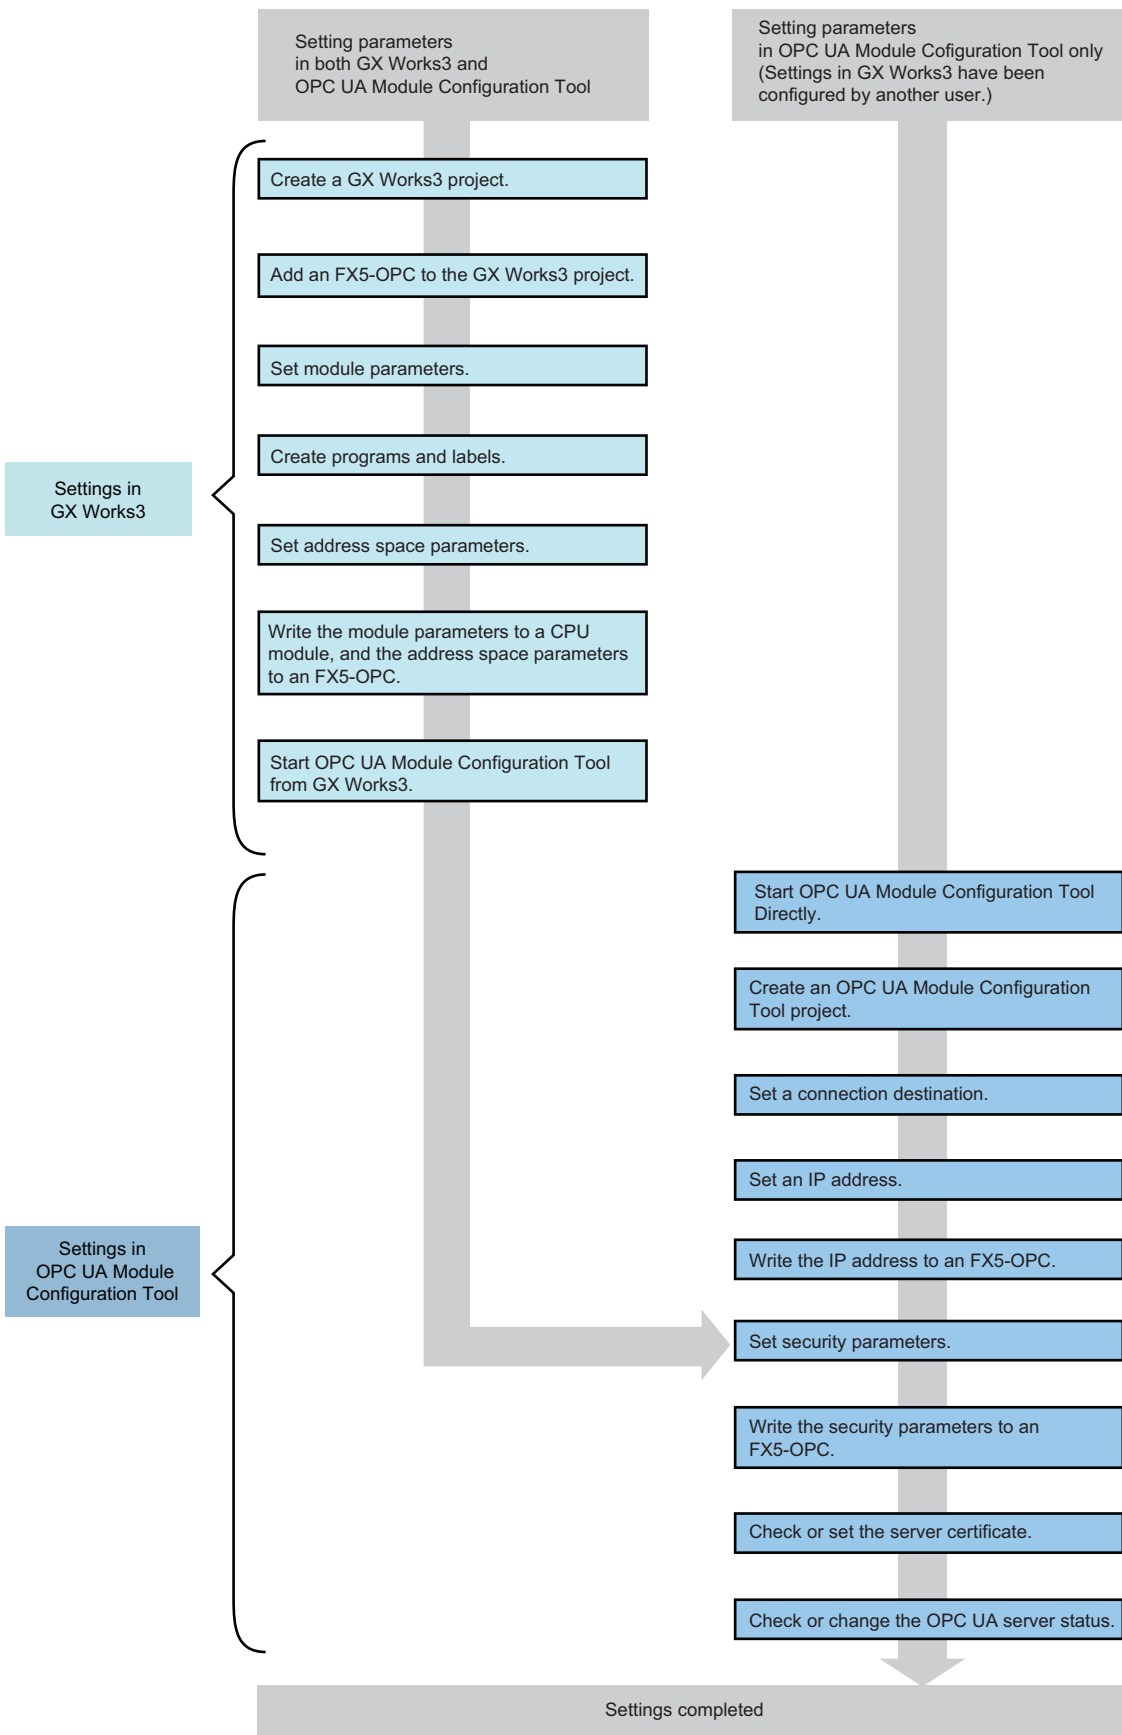 Setting parameters
in both GX Works3 and
OPC UA Module Configuration Tool
Setting parameters
in OPC UA Module Cofiguration Tool only
(Settings in GX Works3 have been
configured by another user.)
Create a GX Works3 project.
Add an FX5-OPC to the GX Works3 project.
Set module parameters.
Create programs and labels.
Settings in
GX Works3
Set address space parameters.
Write the module parameters to a CPU
module, and the address space parameters
to an FX5-OPC.
Start OPC UA Module Configuration Tool
from GX Works3.
Start OPC UA Module Configuration Tool
Directly.
Create an OPC UA Module Configuration
Tool project.
Set a connection destination.
Set an IP address.
Settings in
OPC UA Module
Configuration Tool
Write the IP address to an FX5-OPC.
Set security parameters.
Write the security parameters to an
FX5-OPC.
Check or set the server certificate.
Check or change the OPC UA server status.
Settings completed